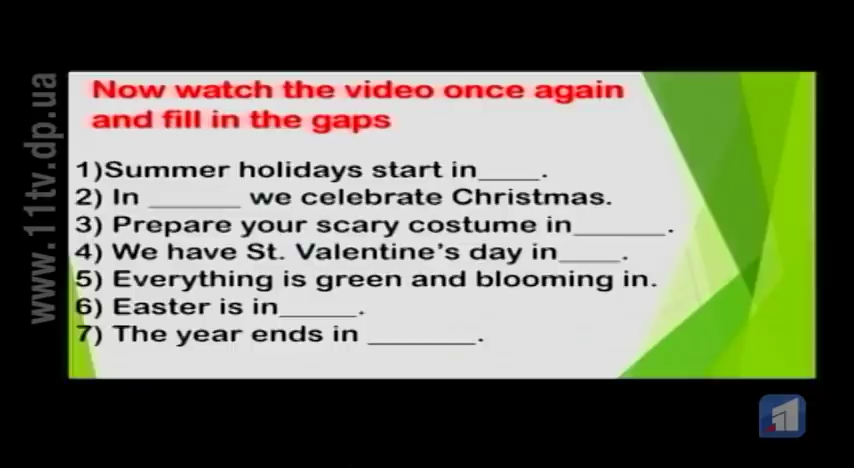 Now watch the video once again
and fill in the gaps
1)Summer holidays start in____.
2) In ______ we celebrate Christmas.
3) Prepare your scary costume in______.
4) We have St. Valentine's day in____.
5) Everything is green and blooming in.
6) Easter is in_____.
7) The year ends in _______.
www.11tv.dp.ua